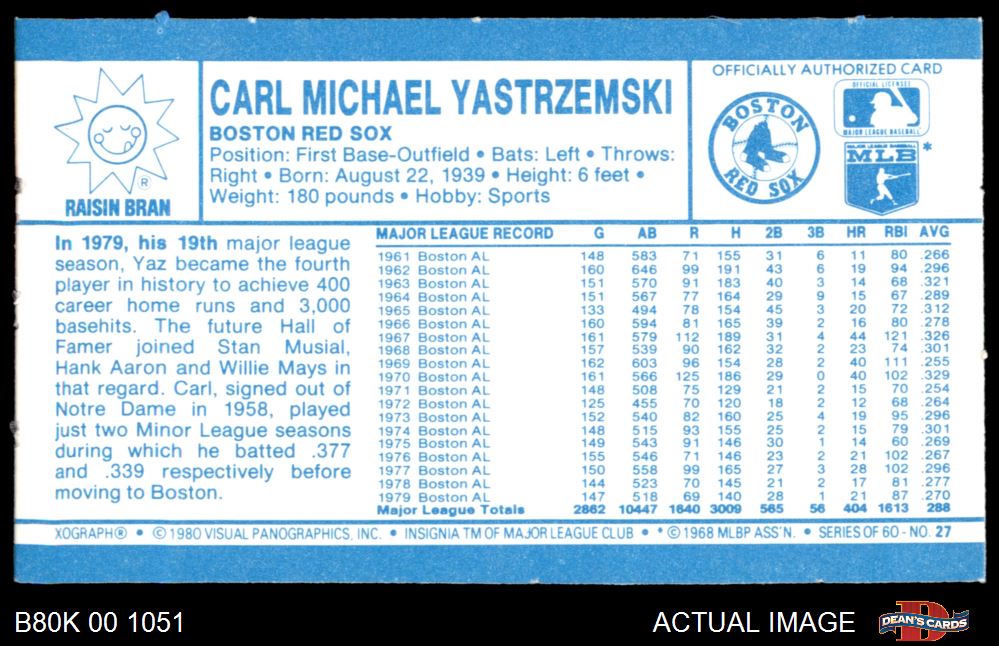 RAISIN BRAN
®
CARL MICHAEL YASTRZEMSKI
BOSTON RED SOX
Position: First Base-Outfield • Bats: Left • Throws:
Right • Born: August 22, 1939 • Height: 6 feet •
Weight: 180 pounds • Hobby: Sports
OFFICIALLY AUTHORIZED CARD
BOSTON
RED SOX
OFFICIAL LICENSEE
MAJOR LEAGUE BASEBALL
MAJOR LEAGUE BASEBALL
MLB *
In 1979, his 19th major league
season, Yaz became the fourth
player in history to achieve 400
career home runs and 3,000
basehits. The future Hall of
Famer joined Stan Musial,
Hank Aaron and Willie Mays in
that regard. Carl, signed out of
Notre Dame in 1958, played
just two Minor League seasons
during which he batted .377
and .339 respectively before
moving to Boston.
MAJOR LEAGUE RECORD G AB R H 2B 3B HR RBI AVG
1961 Boston AL 148 583 71 155 31 6 11 80 .266
1962 Boston AL 160 646 99 191 43 6 19 94 .296
1963 Boston AL 151 570 91 183 40 3 14 68 .321
1964 Boston AL 151 567 77 164 29 9 15 67 .289
1965 Boston AL 133 494 78 154 45 3 20 72 .312
1966 Boston AL 160 594 81 165 39 2 16 80 .278
1967 Boston AL 161 579 112 189 31 4 44 121 .326
1968 Boston AL 157 539 90 162 32 2 23 74 .301
1969 Boston AL 162 603 96 154 28 2 40 111 .255
1970 Boston AL 161 566 125 186 29 0 40 102 .329
1971 Boston AL 148 508 75 129 21 2 15 70 .254
1972 Boston AL 125 455 70 120 18 2 12 68 .264
1973 Boston AL 152 540 82 160 25 4 19 95 .296
1974 Boston AL 148 515 93 155 25 2 15 79 .301
1975 Boston AL 149 543 91 146 30 1 14 60 .269
1976 Boston AL 155 546 71 146 23 2 21 102 .267
1977 Boston AL 150 558 99 165 27 3 28 102 .296
1978 Boston AL 144 523 70 145 21 2 17 81 .277
1979 Boston AL 147 518 69 140 28 1 21 87 .270
Major League Totals 2862 10447 1640 3009 565 56 404 1613 288
XOGRAPH® • © 1980 VISUAL PANOGRAPHICS, INC. • INSIGNIA TM OF MAJOR LEAGUE CLUB • * © 1968 MLBP ASS'N. • SERIES OF 60 - NO. 27
B80K 00 1051
ACTUAL IMAGE
DEAN'S CARDS